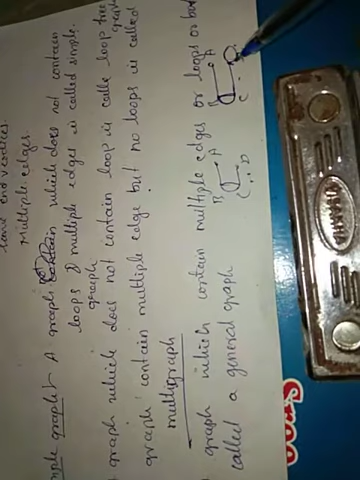 same end vertices.
Multiple edges.
simple graph:- A graph which does not contain
loops & multiple edges is called simple.
graph
graph which does not contain loop is calle loop free
graph
graph contain multiple edge but no loops is called
multigraph
graph which contain multiple edges or loops or but
called a general graph
B A C D
B A C